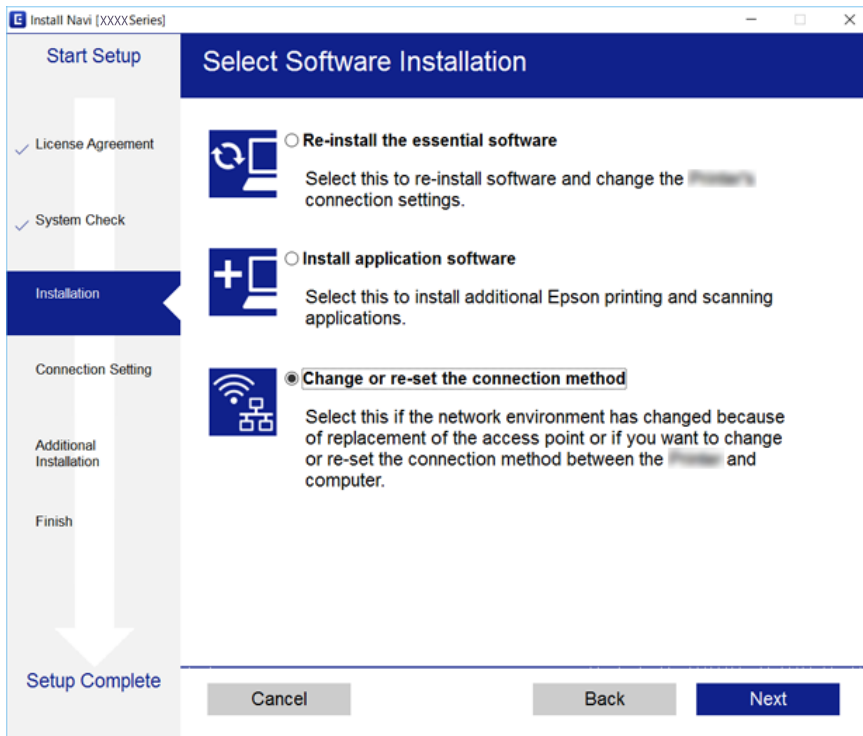 Install Navi [XXXXSeries]
Start Setup
License Agreement
System Check
Installation
Connection Setting
Additional
Installation
Finish
Setup Complete
Select Software Installation
Re-install the essential software
Select this to re-install software and change the
connection settings.
Install application software
Select this to install additional Epson printing and scanning
applications.
Change or re-set the connection method
Select this if the network environment has changed because
of replacement of the access point or if you want to change
or re-set the connection method between the and
computer.
Cancel
Back
Next